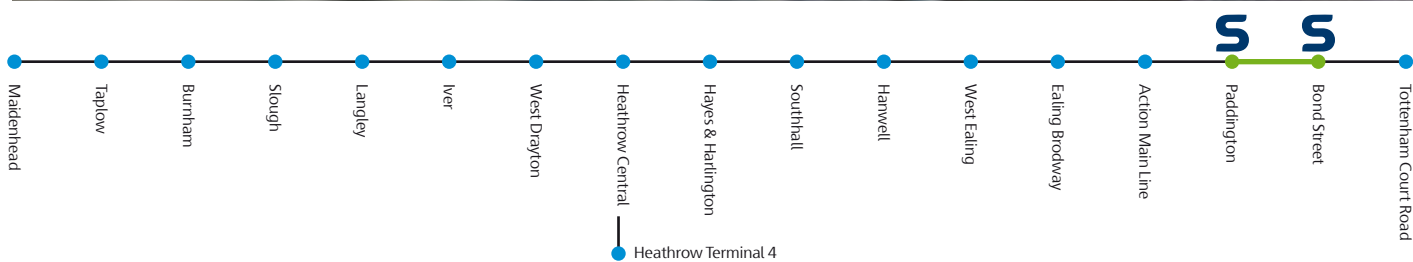 S
S
Maidenhead
Taplow
Burnham
Slough
Langley
Iver
West Drayton
Heathrow Central
Hayes & Harlington
Southhall
Hanwell
West Ealing
Ealing Brodway
Action Main Line
Paddington
Bond Street
Tottenham Court Road
Heathrow Terminal 4